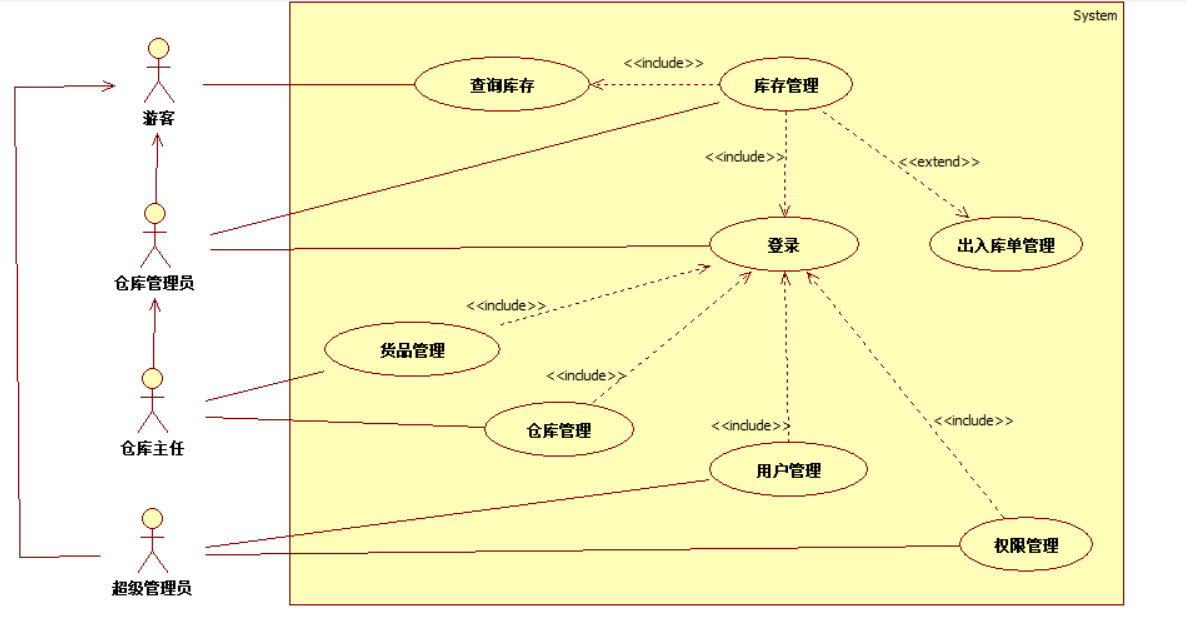 System
<<include>>
查询库存
库存管理
游客
<<include>>
<<extend>>
仓库管理员
登录
出入库单管理
<<include>>
货品管理
<<include>>
仓库主任
仓库管理
<<include>>
<<include>>
用户管理
权限管理
超级管理员